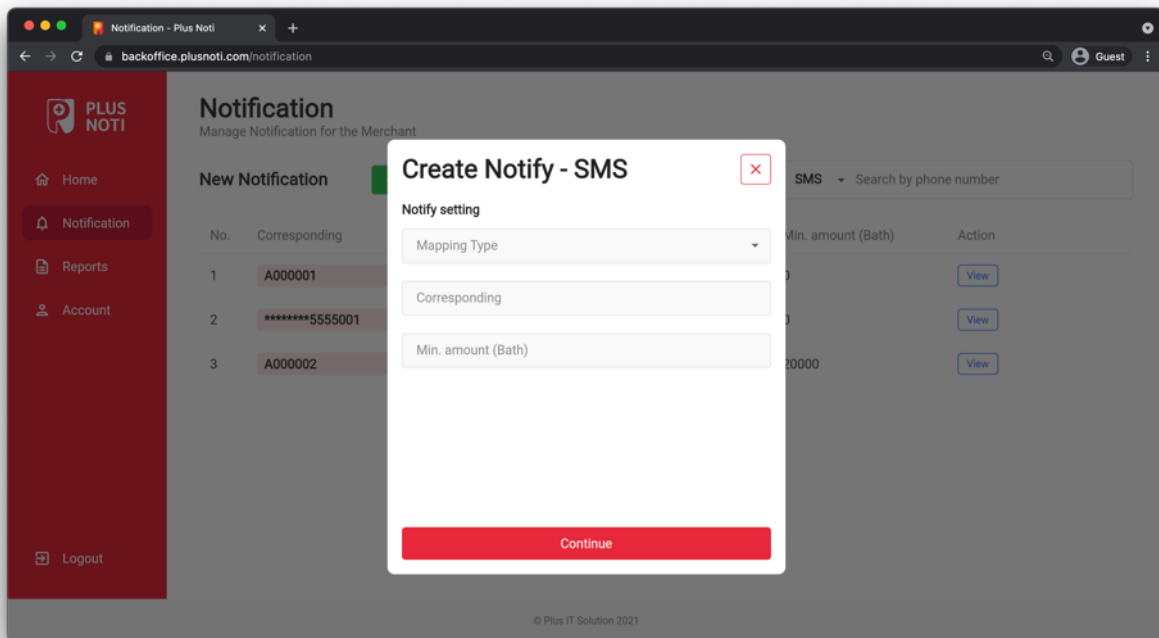 Notification - Plus Noti
backoffice.plusnoti.com/notification
Guest
PLUS
NOTI
Home
Notification
Reports
Account
Logout
Notification
Manage Notification for the Merchant
New Notification
SMS
Search by phone number
No. Corresponding Min. amount (Bath) Action
1 A000001 View
2 ********5555001 View
3 A000002 20000 View
Create Notify - SMS
Notify setting
Mapping Type
Corresponding
Min. amount (Bath)
Continue
© Plus IT Solution 2021